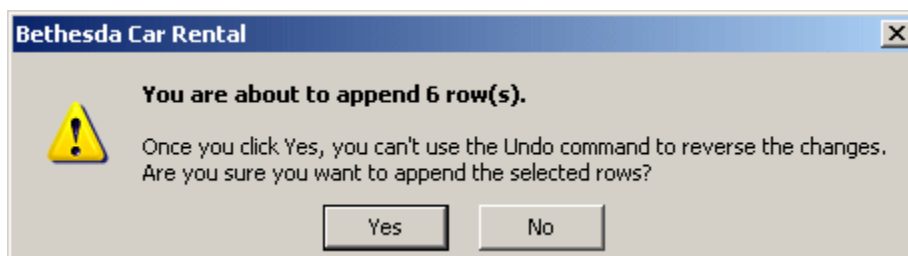 Bethesda Car Rental
You are about to append 6 row(s).
Once you click Yes, you can't use the Undo command to reverse the changes.
Are you sure you want to append the selected rows?
Yes No